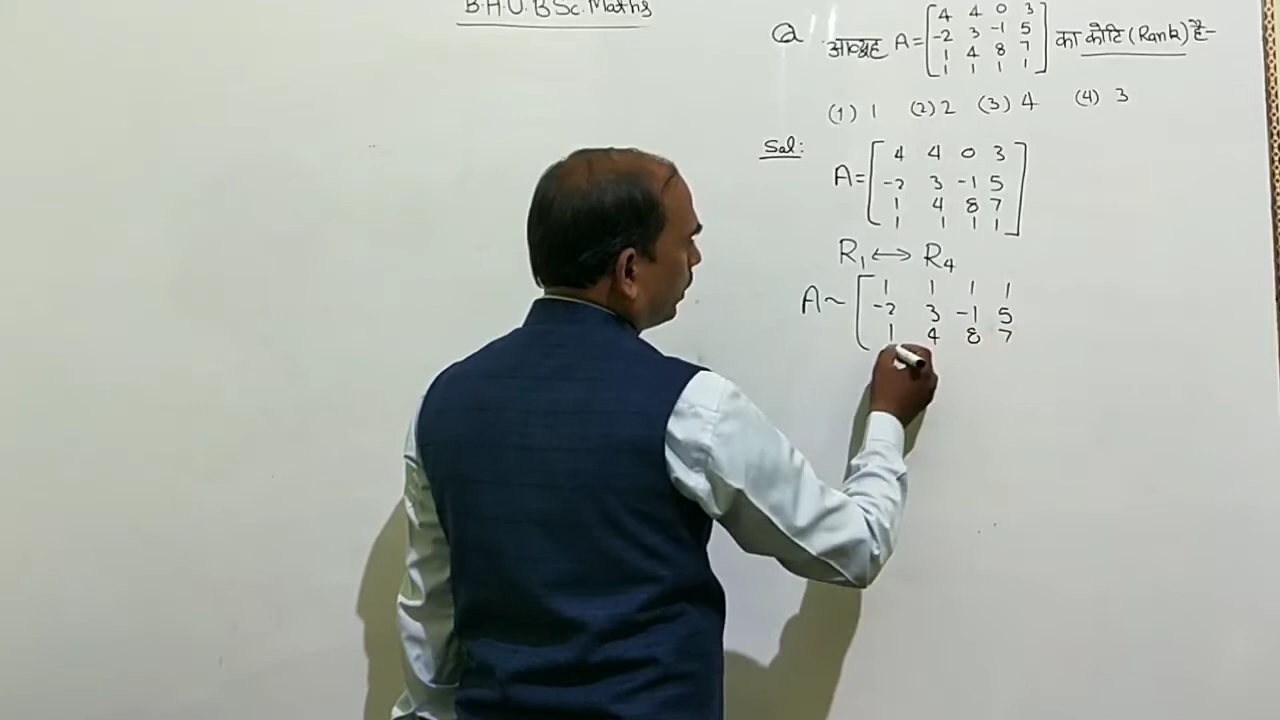 B.H.U. BSc. Maths
Q आव्यूह A = [4 4 0 3
-2 3 -1 5
1 4 8 7
1 1 1 1] का कोटि (Rank) है-
(1) 1 (2) 2 (3) 4 (4) 3
Sol:
A = [4 4 0 3
-2 3 -1 5
1 4 8 7
1 1 1 1]
R₁ ↔ R₄
A ~ [1 1 1 1
-2 3 -1 5
1 4 8 7